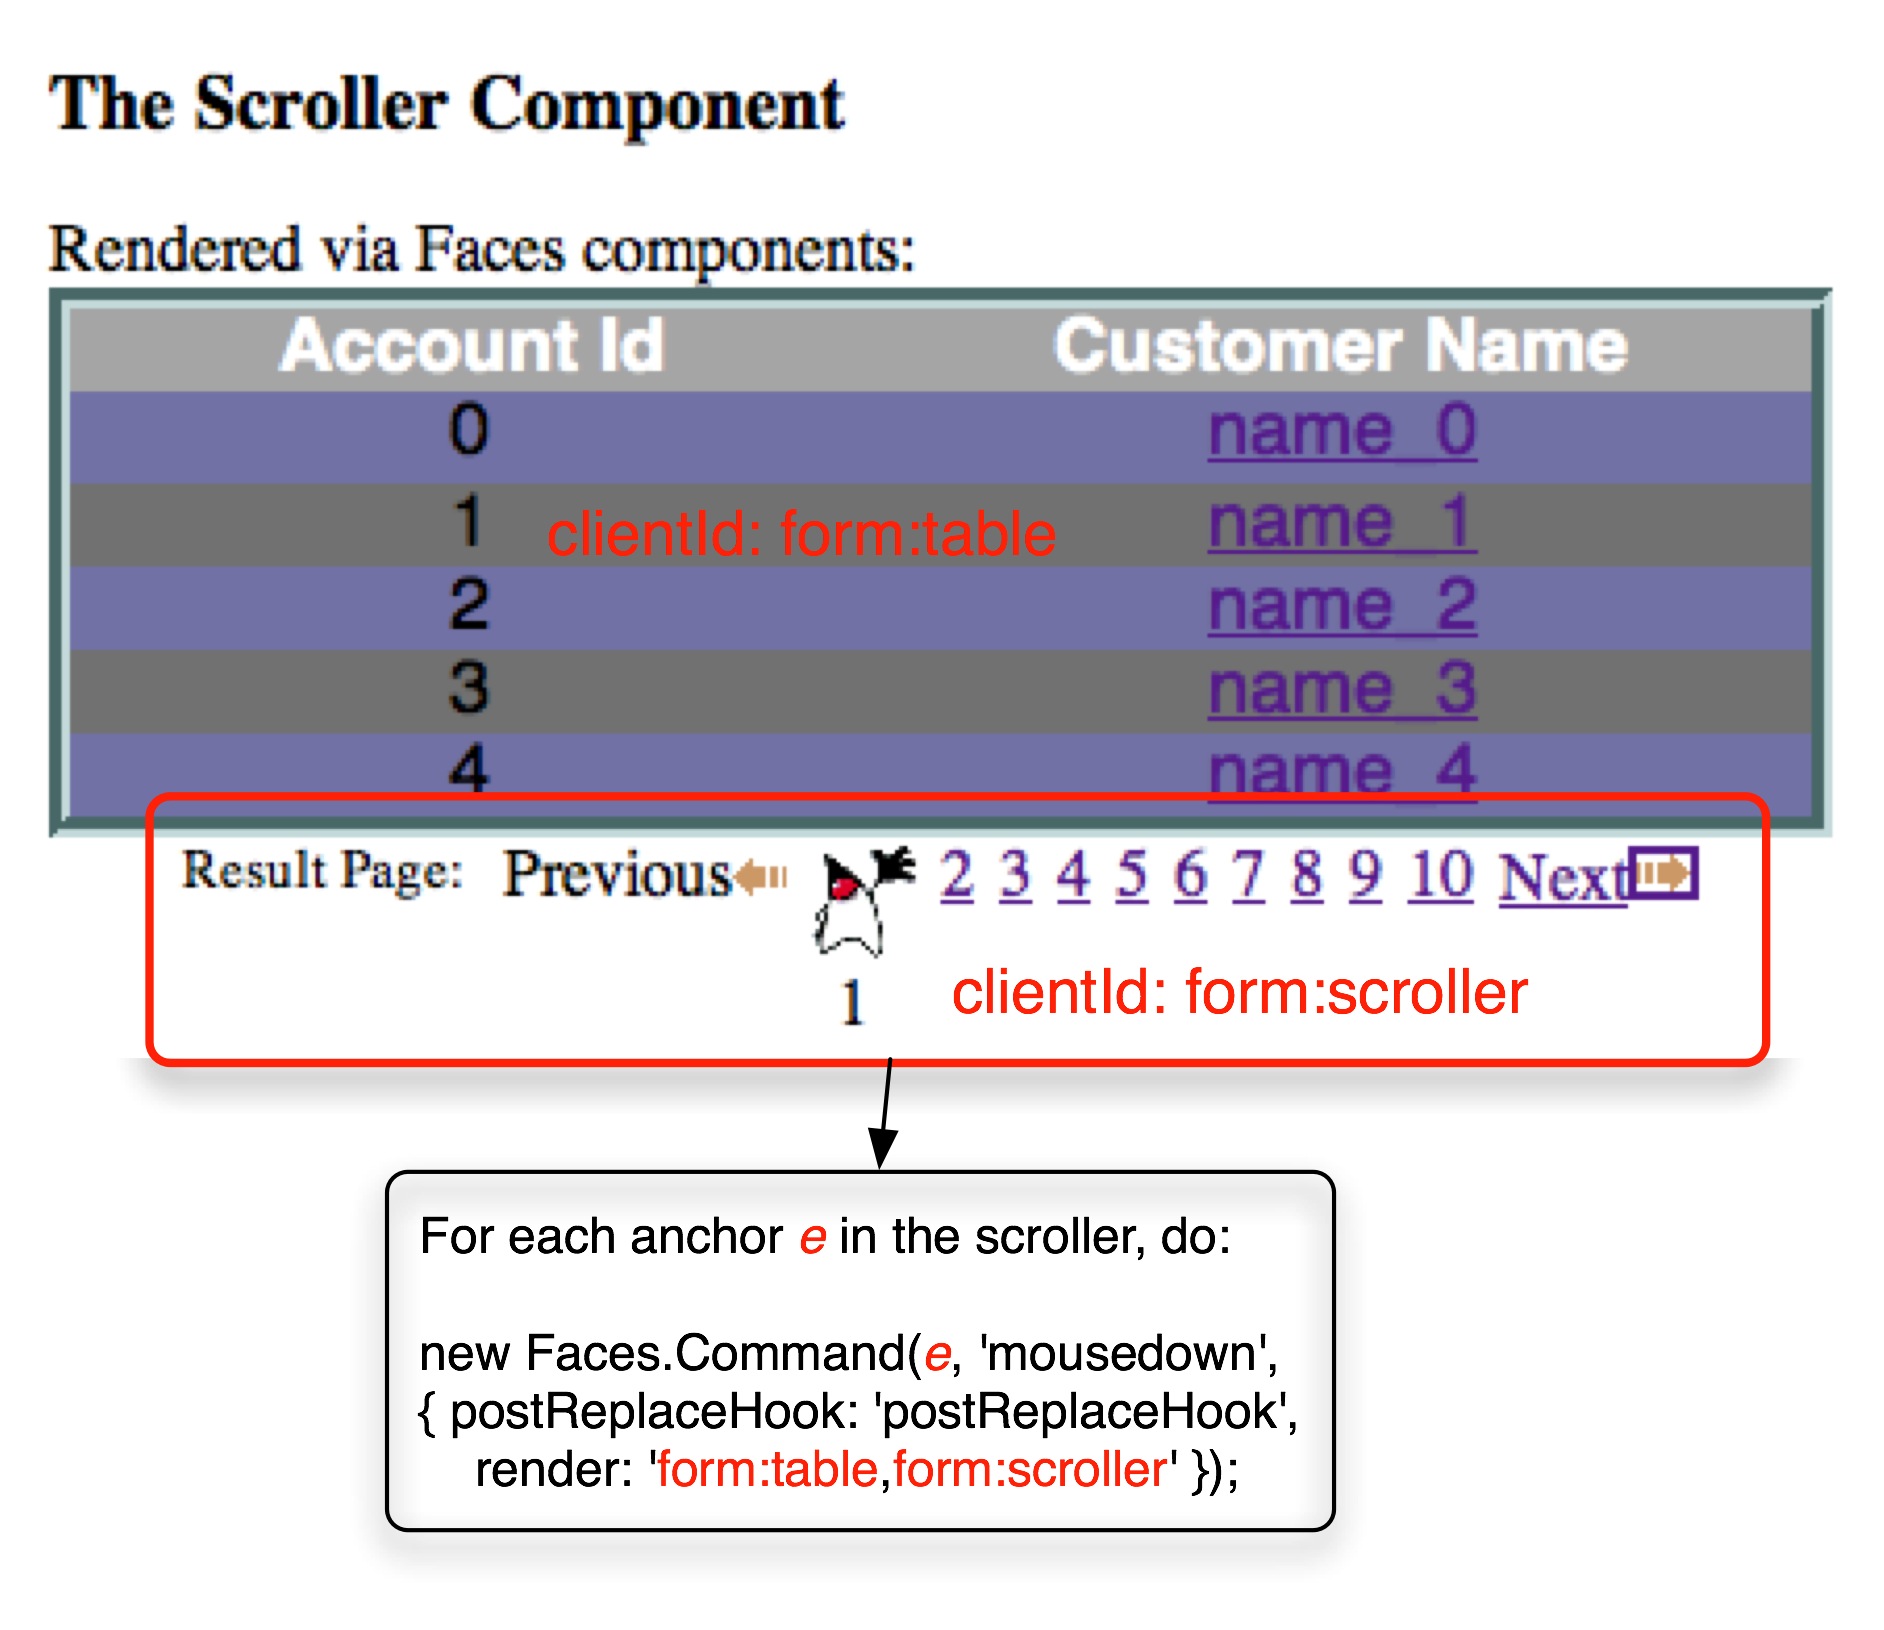 The Scroller Component
Rendered via Faces components:
Account Id Customer Name
0 name_0
1 clientId: form:table name_1
2 name_2
3 name_3
4 name_4
Result Page: Previous 2 3 4 5 6 7 8 9 10 Next
1 clientId: form:scroller
For each anchor e in the scroller, do:
new Faces.Command(e, 'mousedown',
{ postReplaceHook: 'postReplaceHook',
render: 'form:table,form:scroller' });